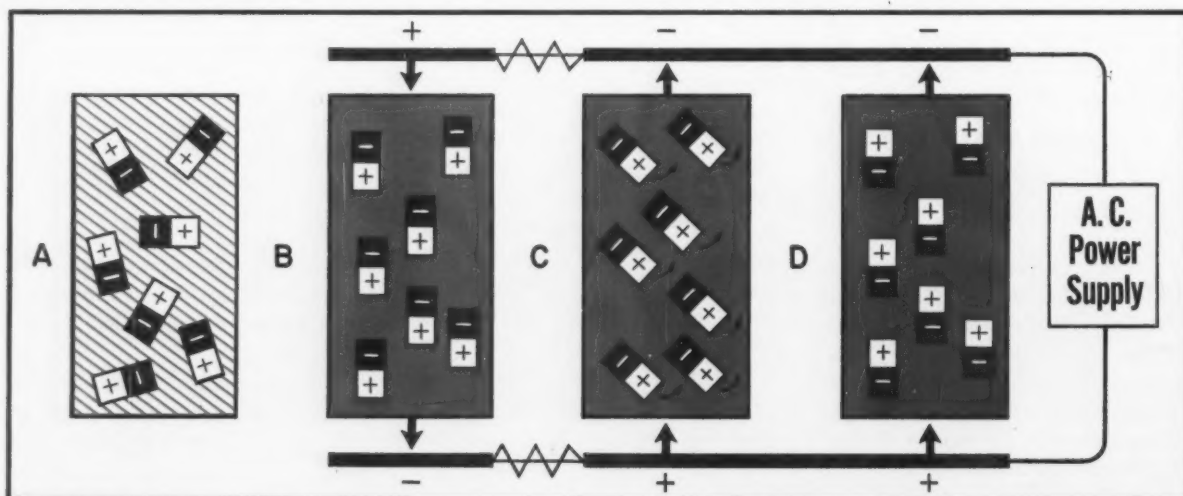 + − −
A B C D
A. C.
Power
Supply
− + +